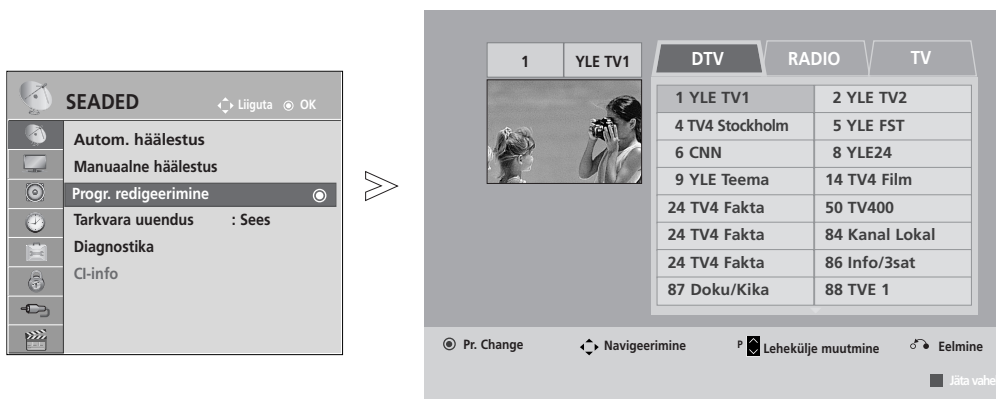 SEADED
Liiguta OK
Autom. häälestus
Manuaalne häälestus
Progr. redigeerimine
Tarkvara uuendus : Sees
Diagnostika
CI-info
1 YLE TV1
DTV RADIO TV
1 YLE TV1 2 YLE TV2
4 TV4 Stockholm 5 YLE FST
6 CNN 8 YLE24
9 YLE Teema 14 TV4 Film
24 TV4 Fakta 50 TV400
24 TV4 Fakta 84 Kanal Lokal
24 TV4 Fakta 86 Info/3sat
87 Doku/Kika 88 TVE 1
Pr. Change Navigeerimine P Lehekülje muutmine Eelmine
Jäta vahe